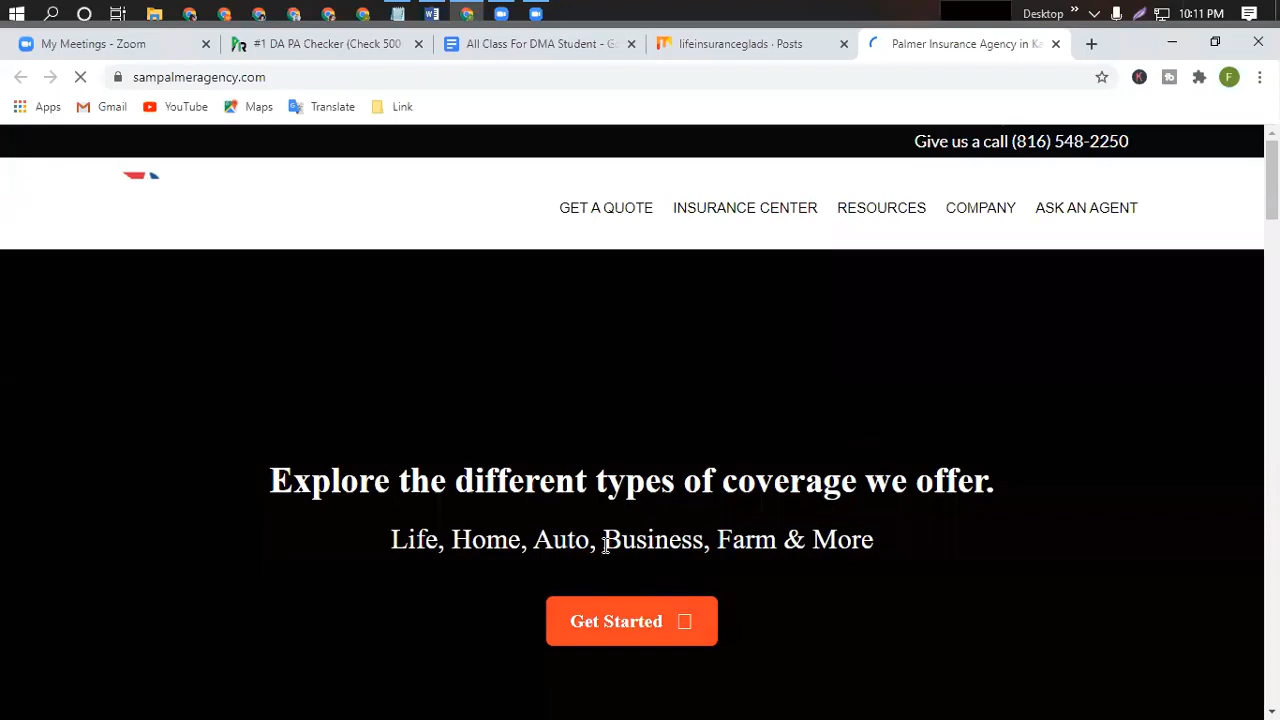 Desktop
10:11 PM
My Meetings - Zoom
#1 DA PA Checker (Check 500
All Class For DMA Student - G
lifeinsuranceglads - Posts
Palmer Insurance Agency in Ka
sampalmeragency.com
F
Apps
Gmail
YouTube
Maps
Translate
Link
Give us a call (816) 548-2250
GET A QUOTE
INSURANCE CENTER
RESOURCES
COMPANY
ASK AN AGENT
Explore the different types of coverage we offer.
Life, Home, Auto, Business, Farm & More
Get Started